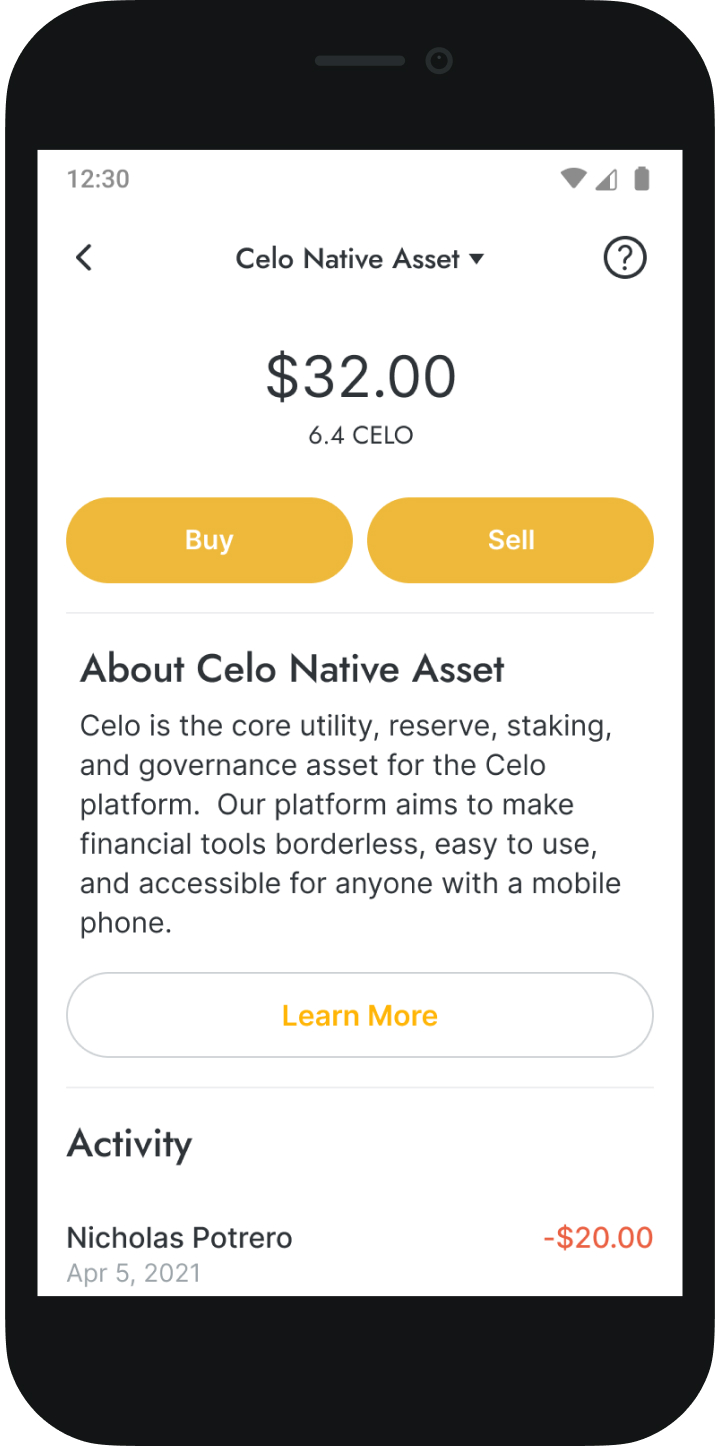 12:30
Celo Native Asset
$32.00
6.4 CELO
Buy
Sell
About Celo Native Asset
Celo is the core utility, reserve, staking,
and governance asset for the Celo
platform.  Our platform aims to make
financial tools borderless, easy to use,
and accessible for anyone with a mobile
phone.
Learn More
Activity
Nicholas Potrero
-$20.00
Apr 5, 2021